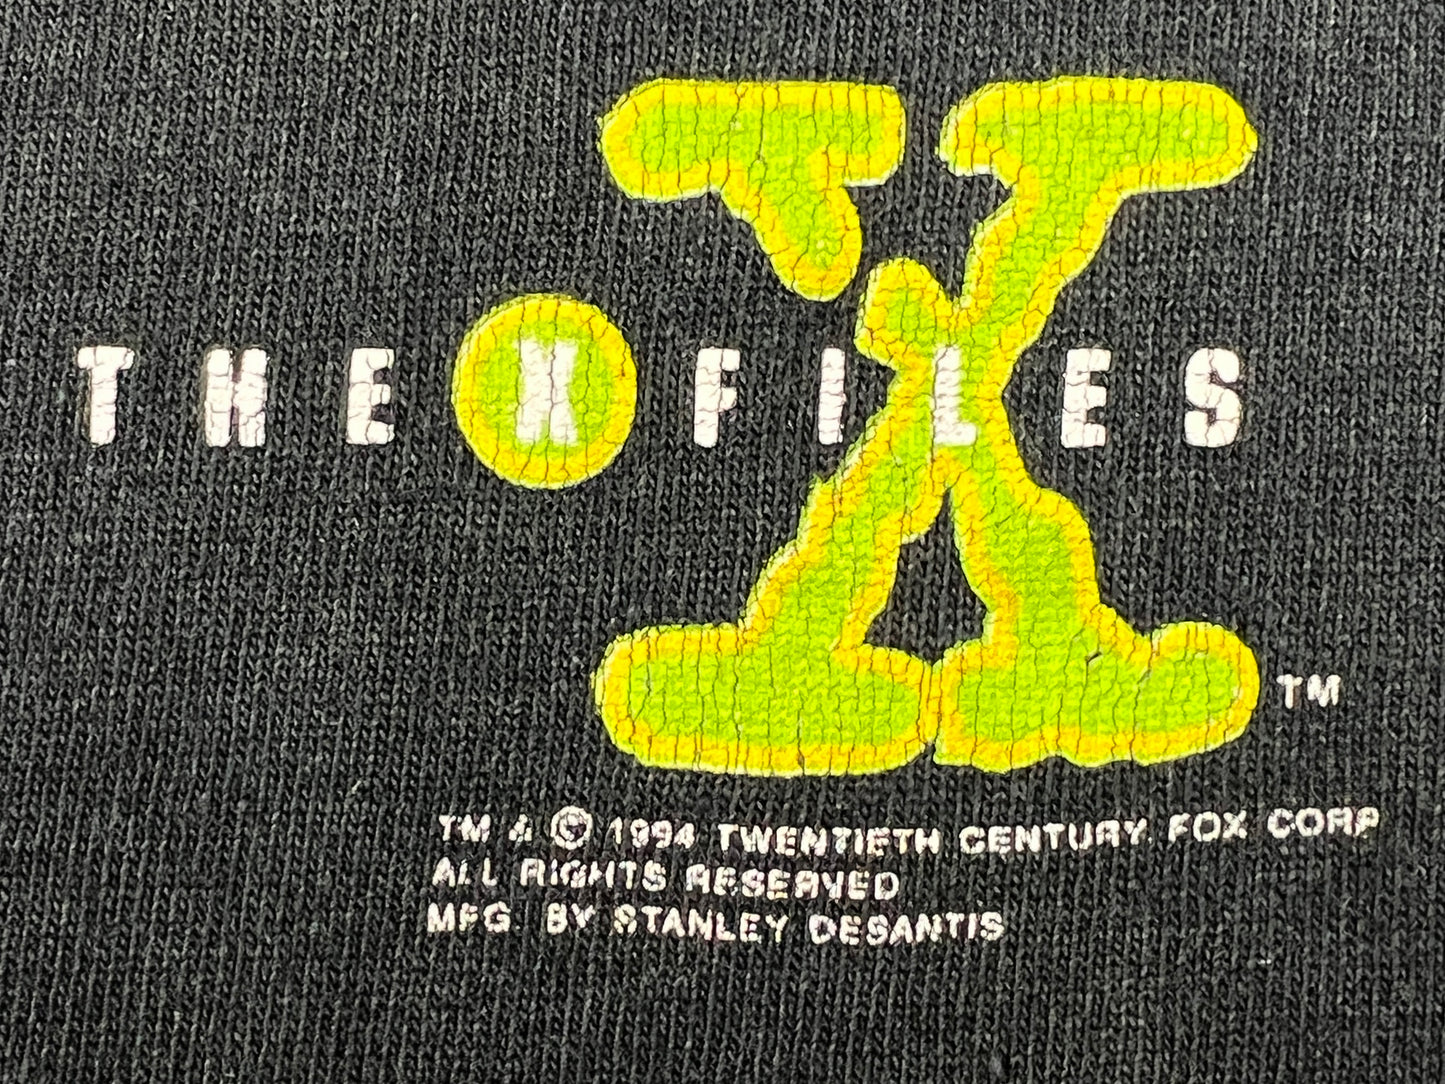 THE X FILES
X
TM
TM & © 1994 TWENTIETH CENTURY FOX CORP
ALL RIGHTS RESERVED
MFG. BY STANLEY DESANTIS